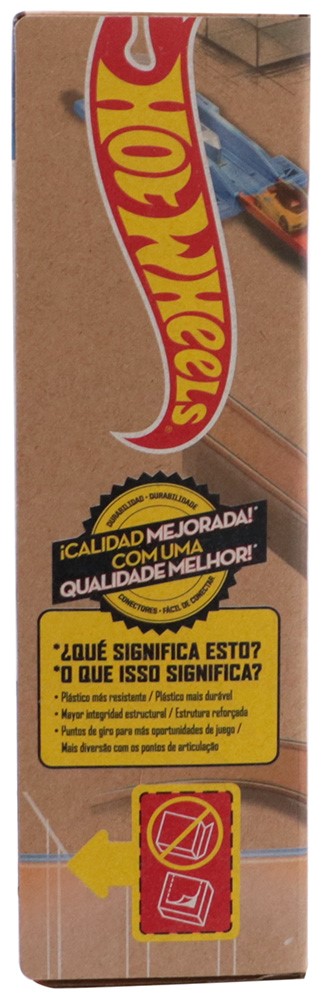 HOT WHEELS
DURABILIDAD • DURABILIDADE
¡CALIDAD MEJORADA!*
COM UMA
QUALIDADE MELHOR!*
CONECTORES • FÁCIL DE CONECTAR
*¿QUÉ SIGNIFICA ESTO?
*O QUE ISSO SIGNIFICA?
• Plástico más resistente / Plástico mais durável
• Mayor integridad estructural / Estrutura reforçada
• Puntos de giro para más oportunidades de juego /
Mais diversão com os pontos de articulação